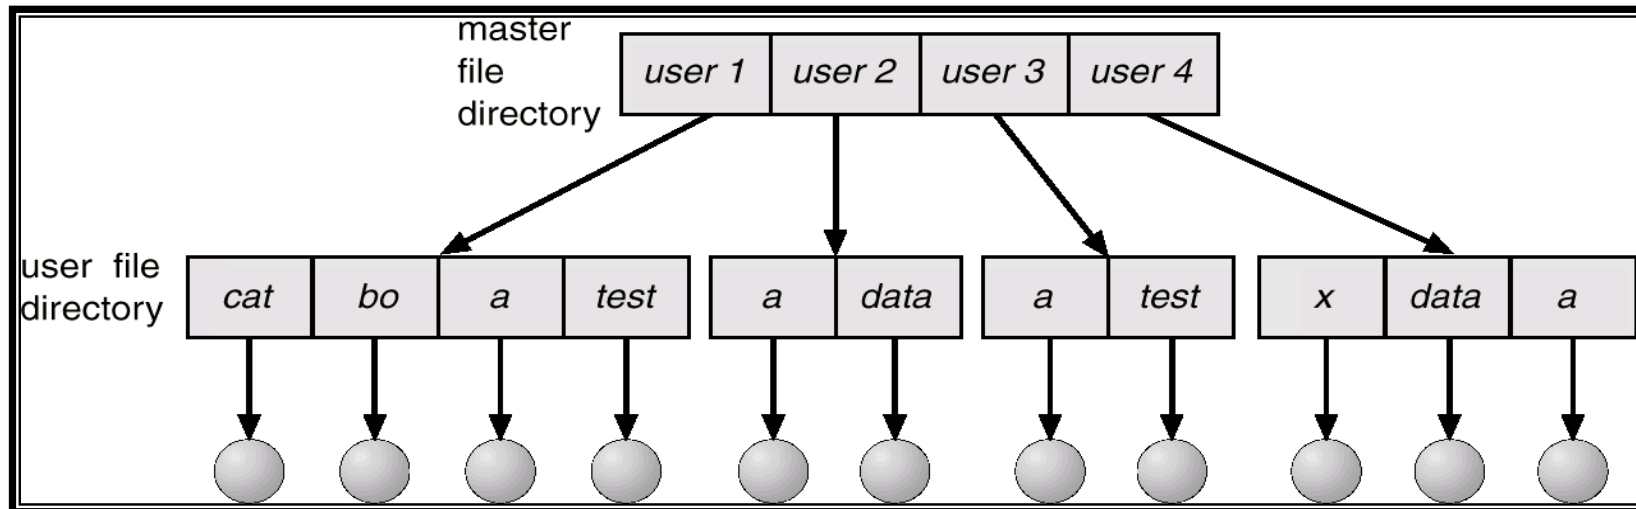 master
file
directory
user 1 user 2 user 3 user 4
user file
directory
cat bo a test a data a test x data a